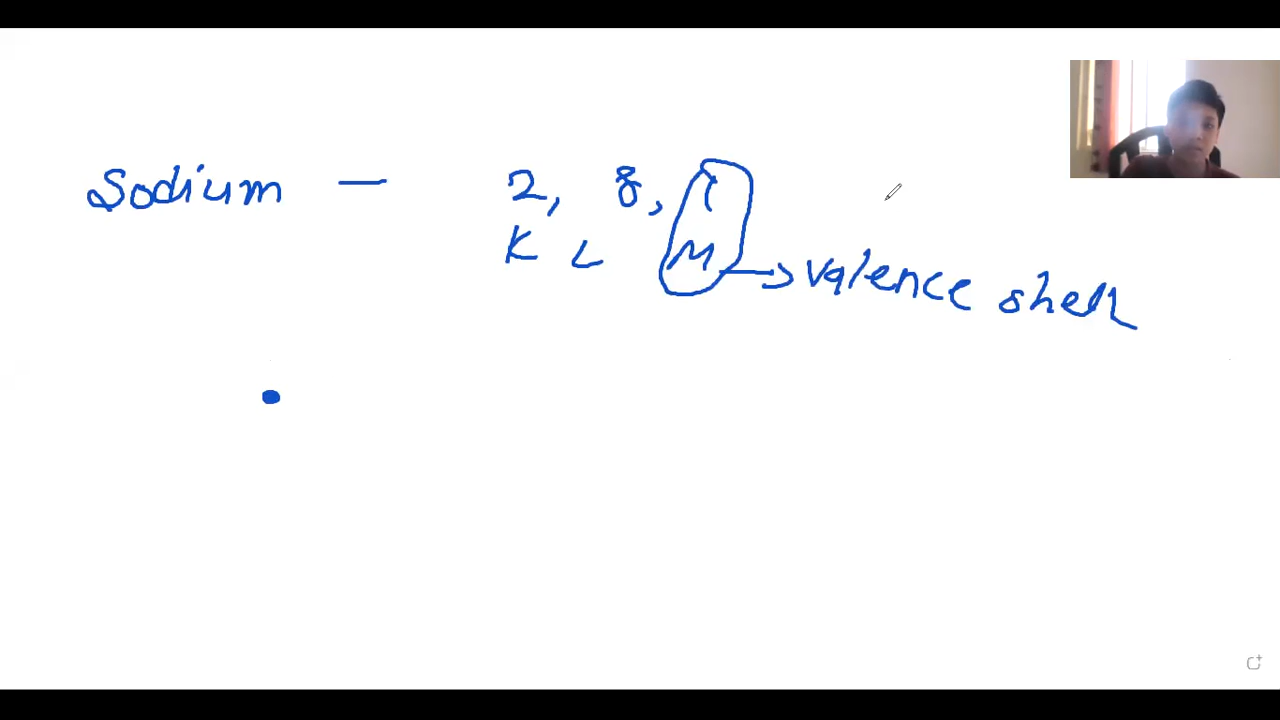 Sodium — 2, 8, 1
K L M → valence shell